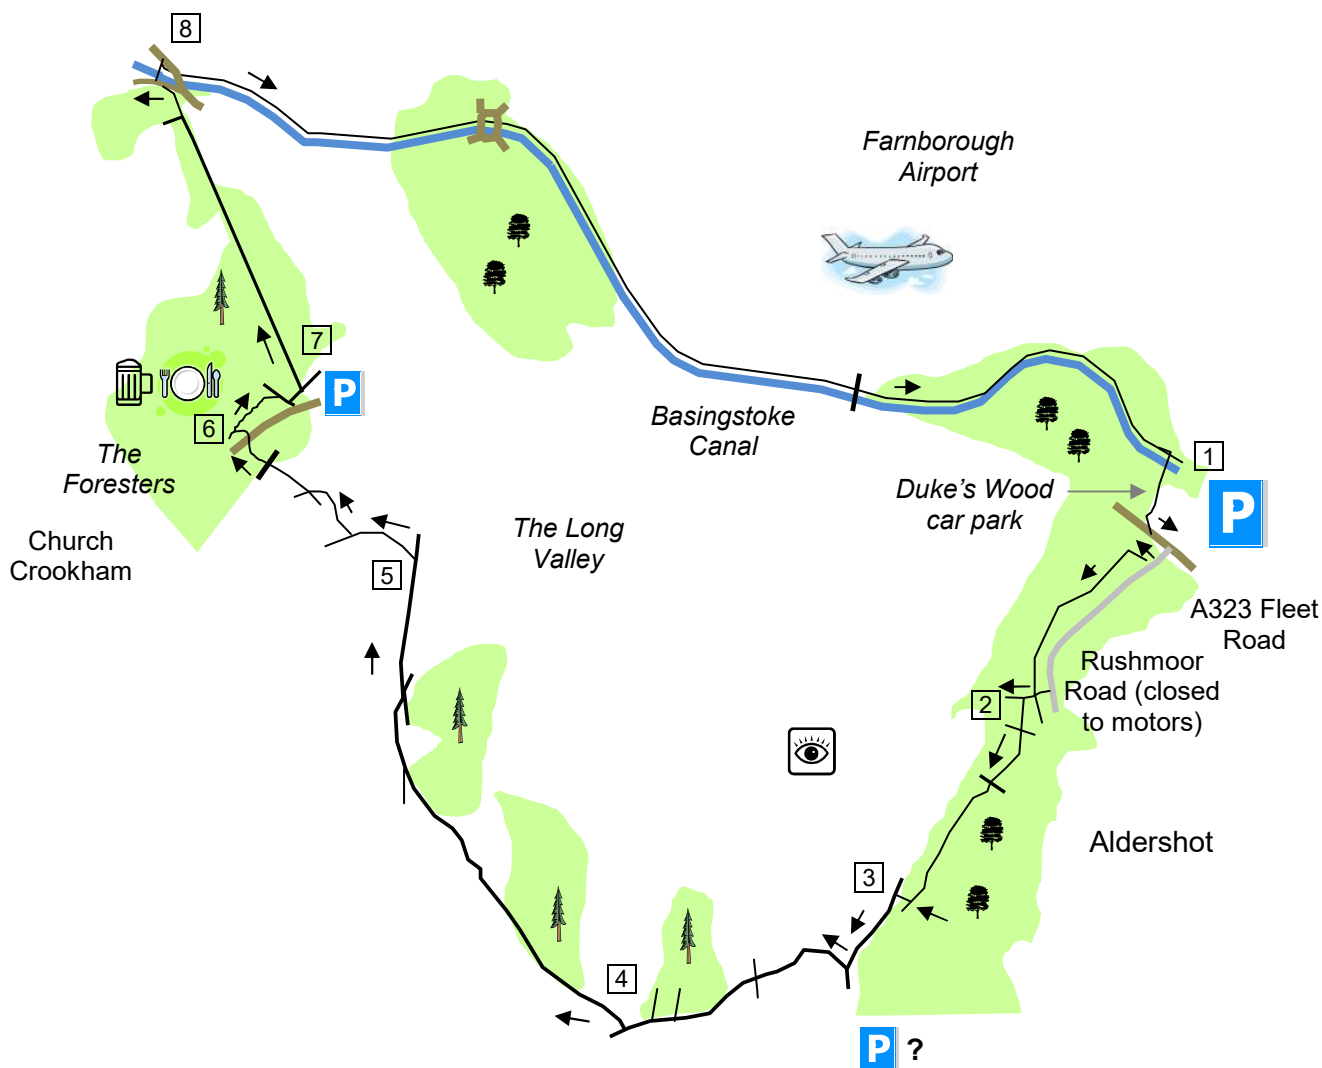 8
Farnborough
Airport
7
P
6
Basingstoke
Canal
The
Foresters
1
Duke's Wood
car park
P
The Long
Valley
Church
Crookham
5
A323 Fleet
Road
Rushmoor
Road (closed
to motors)
2
Aldershot
3
4
P ?